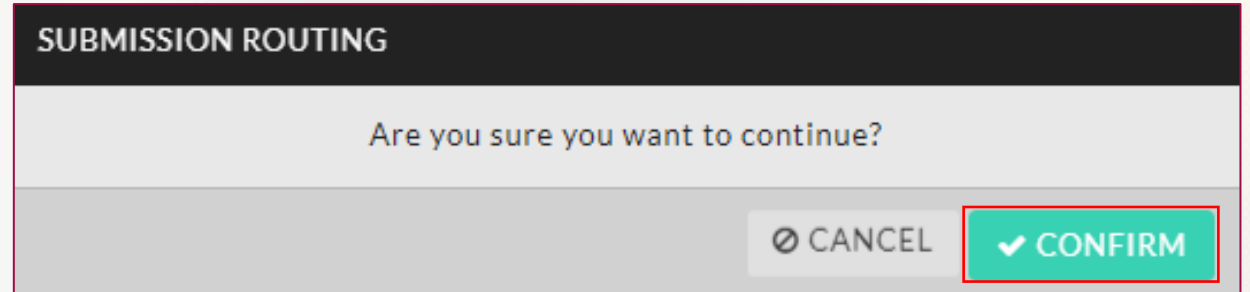 SUBMISSION ROUTING
Are you sure you want to continue?
CANCEL
CONFIRM